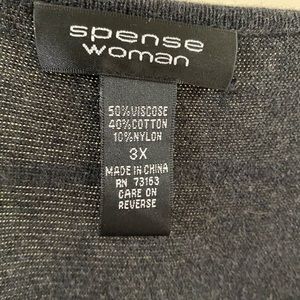 spense
woman
50%VISCOSE
40%COTTON
10%NYLON
3X
MADE IN CHINA
RN 73153
CARE ON
REVERSE